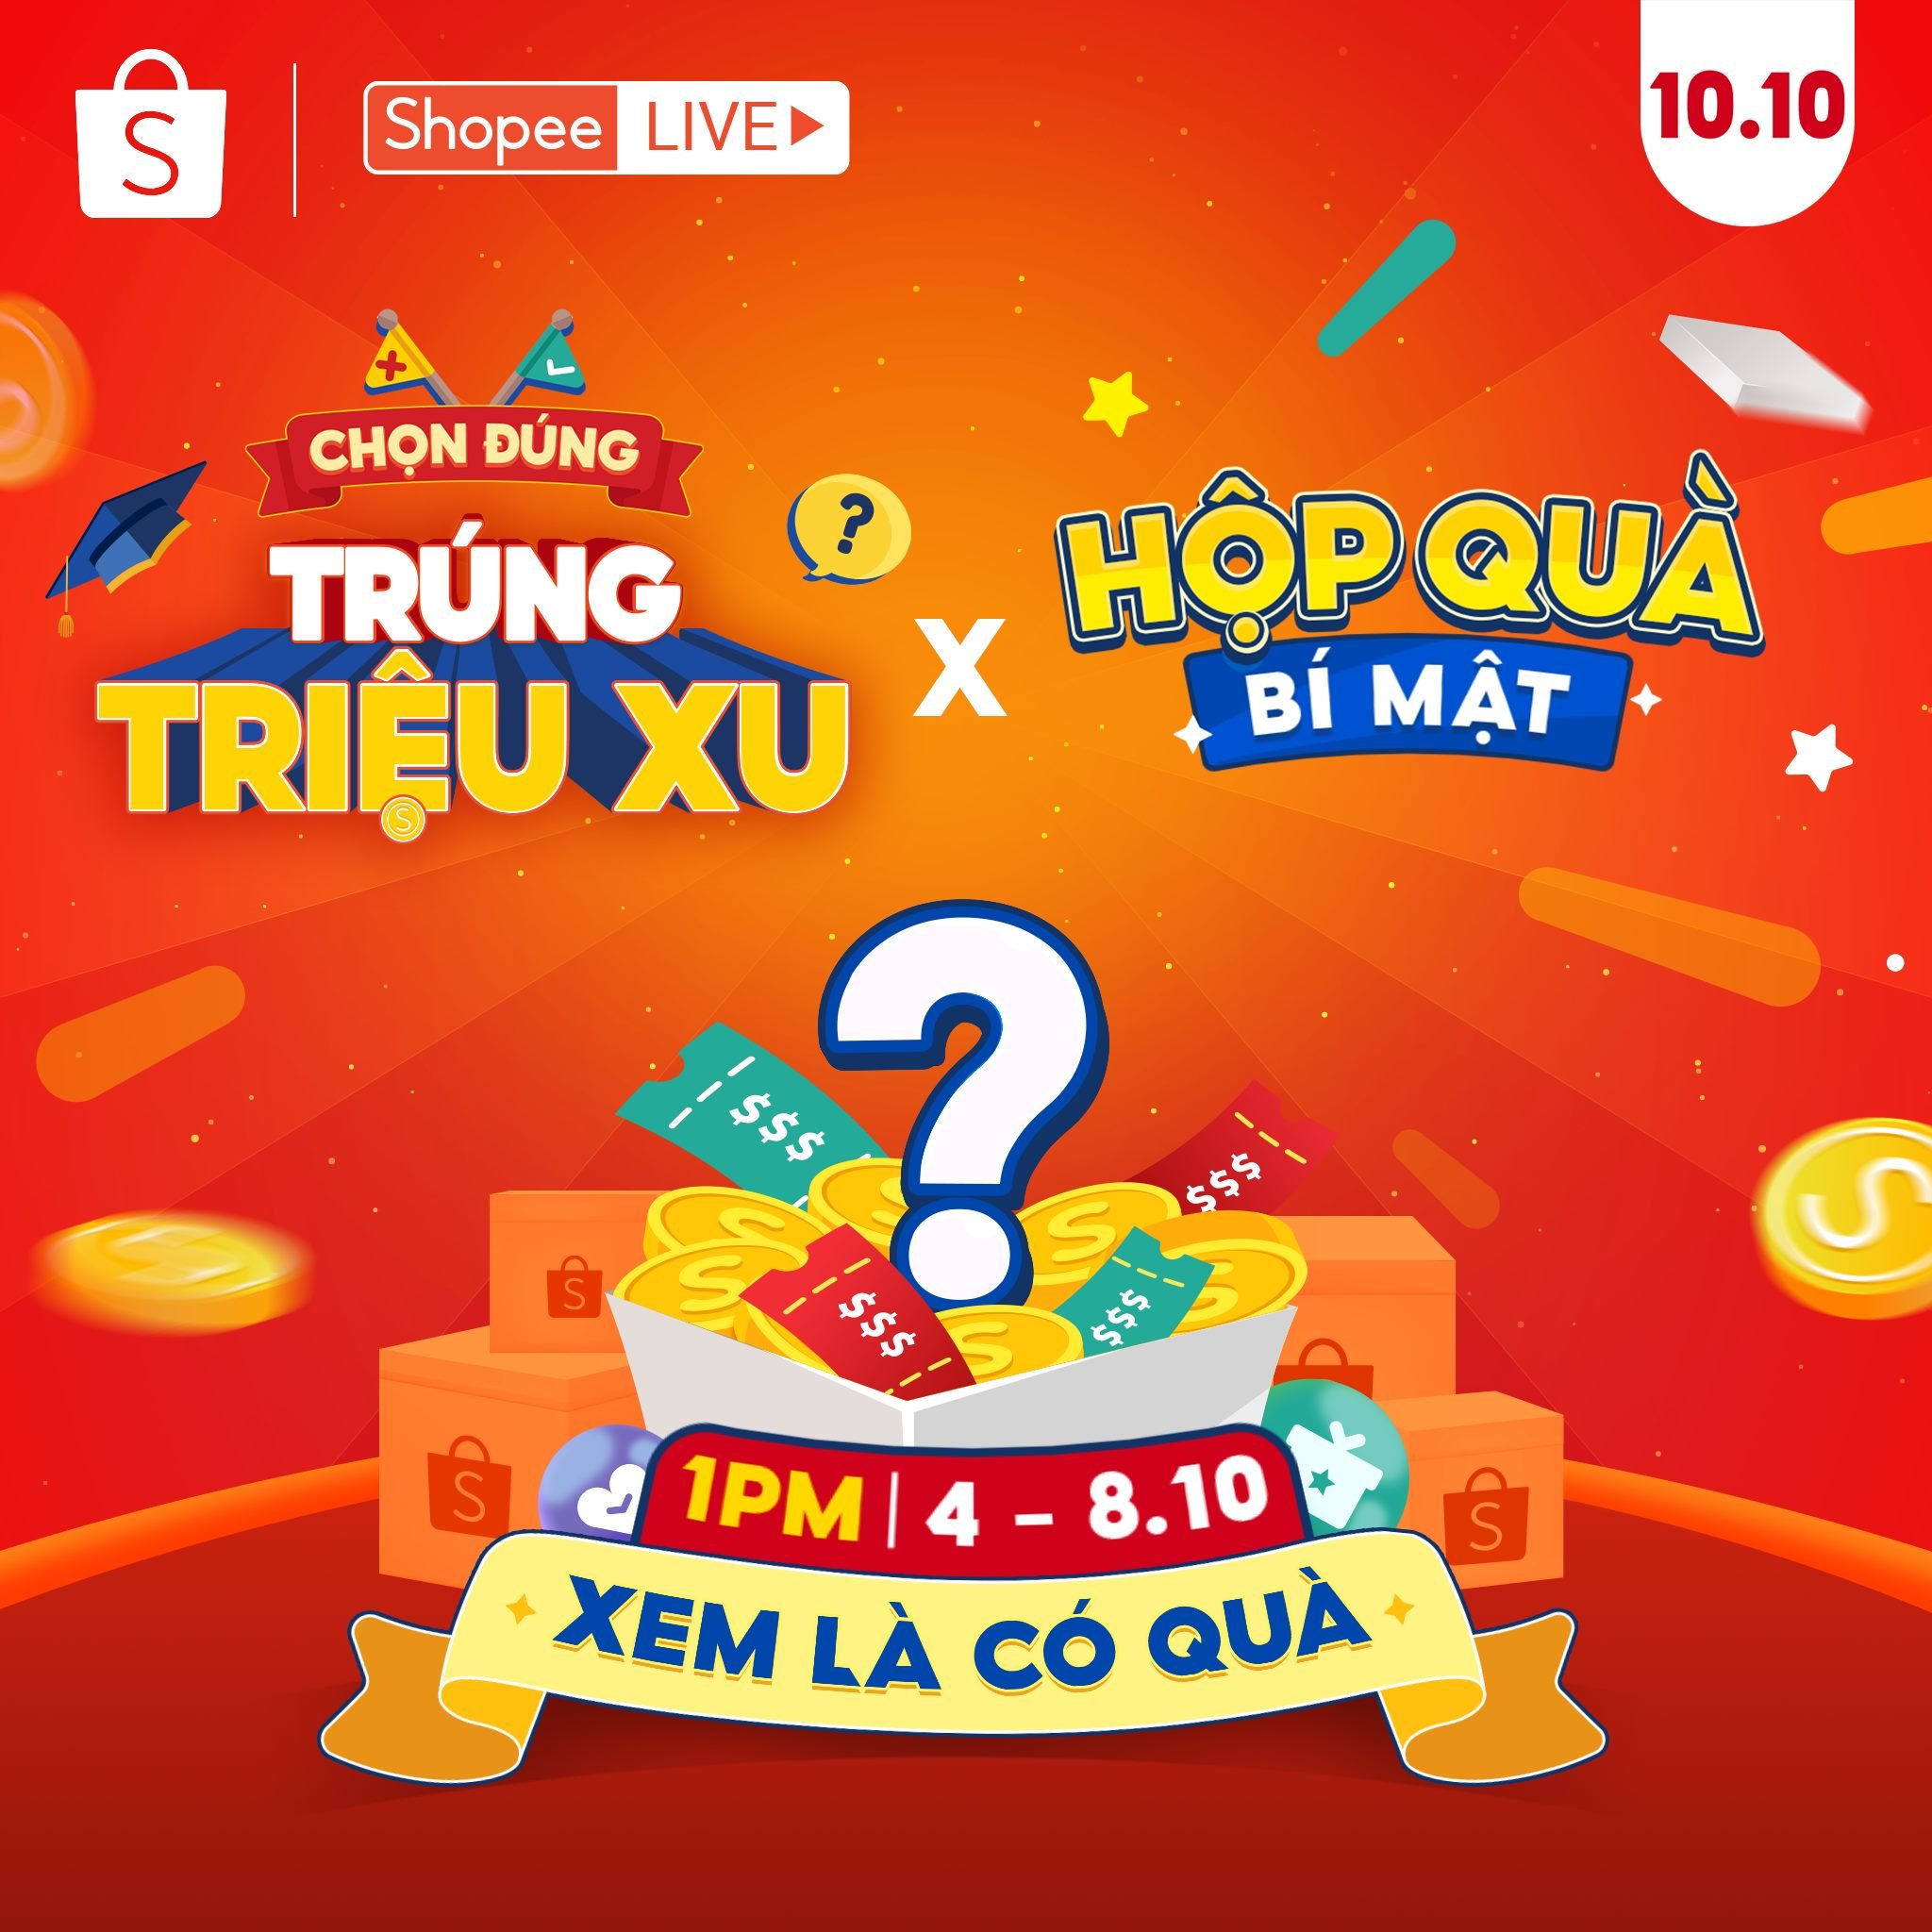 S
Shopee LIVE
10.10
CHỌN ĐÚNG
TRÚNG
TRIỆU XU
S
?
X
HỘP QUÀ
BÍ MẬT
?
$$$
$$$
$$$
$$$
S
S
S
S
S
S
S
S
S
S
1PM | 4 – 8.10
XEM LÀ CÓ QUÀ